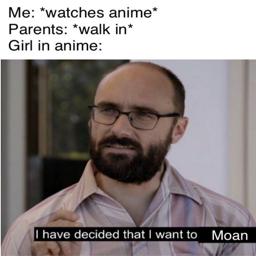 Me: *watches anime*
Parents: *walk in*
Girl in anime:
I have decided that I want to Moan